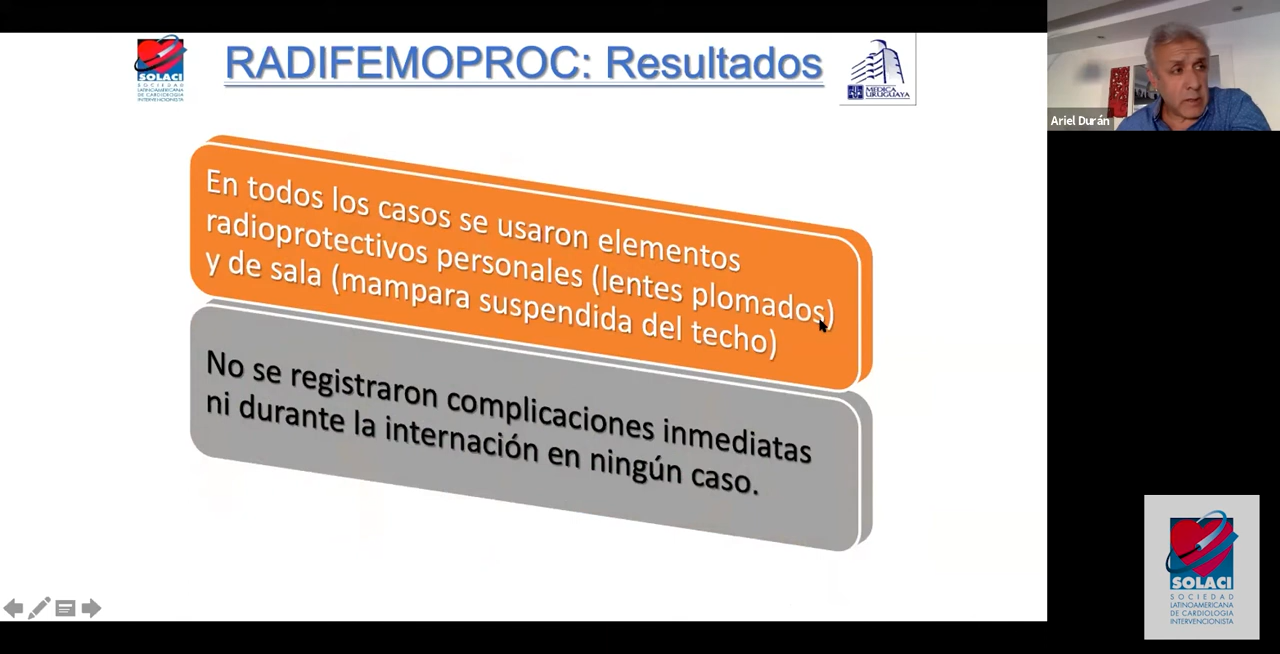 RADIFEMOPROC: Resultados
SOLACI
SOCIEDAD
LATINOAMERICANA
DE CARDIOLOGIA
INTERVENCIONISTA
MEDICA
URUGUAYA
Ariel Durán
En todos los casos se usaron elementos
radioprotectivos personales (lentes plomados)
y de sala (mampara suspendida del techo)
No se registraron complicaciones inmediatas
ni durante la internación en ningún caso.
SOLACI
SOCIEDAD
LATINOAMERICANA
DE CARDIOLOGIA
INTERVENCIONISTA